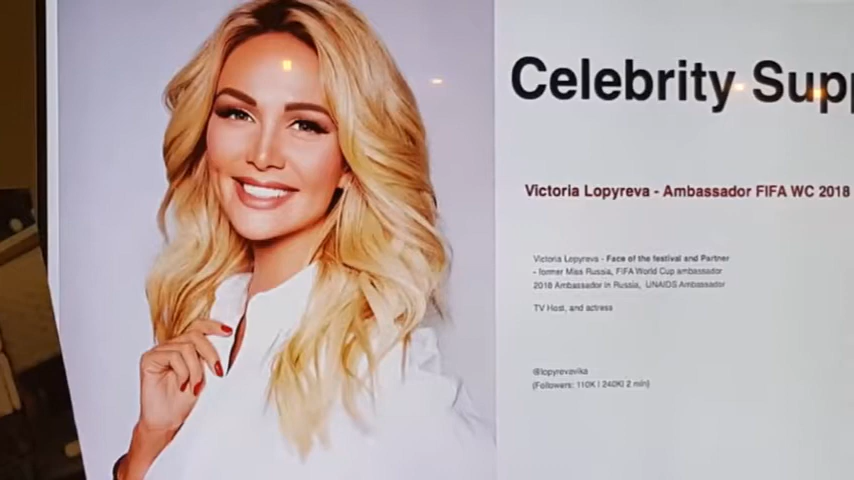 Celebrity Supp
Victoria Lopyreva - Ambassador FIFA WC 2018
Victoria Lopyreva - Face of the festival and Partner
- former Miss Russia, FIFA World Cup ambassador
2018 Ambassador in Russia, UNAIDS Ambassador
TV Host, and actress
@lopyrevavika
(Followers: 110K | 240K| 2 mln)